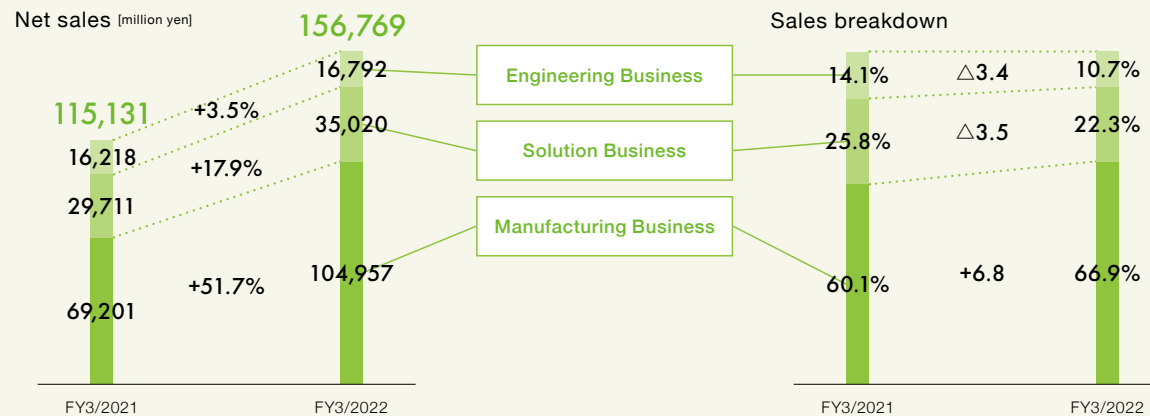 Net sales [million yen]
156,769
16,792
115,131
+3.5%
35,020
16,218
+17.9%
29,711
104,957
+51.7%
69,201
FY3/2021
FY3/2022
Engineering Business
Solution Business
Manufacturing Business
Sales breakdown
14.1%
△3.4
10.7%
25.8%
△3.5
22.3%
60.1%
+6.8
66.9%
FY3/2021
FY3/2022